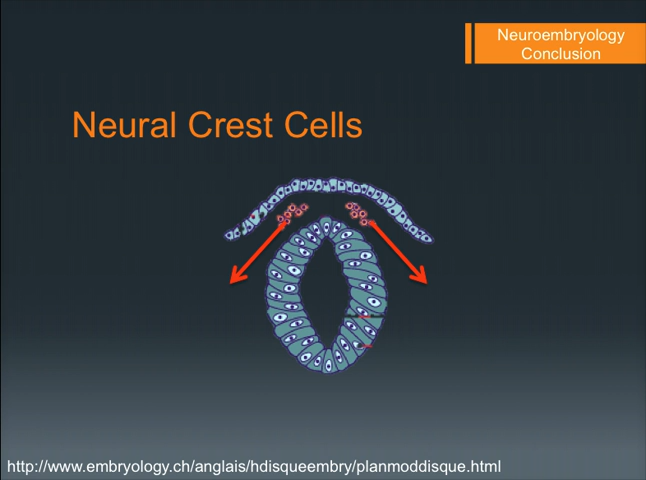 Neuroembryology
Conclusion
Neural Crest Cells
http://www.embryology.ch/anglais/hdisqueembry/planmoddisque.html